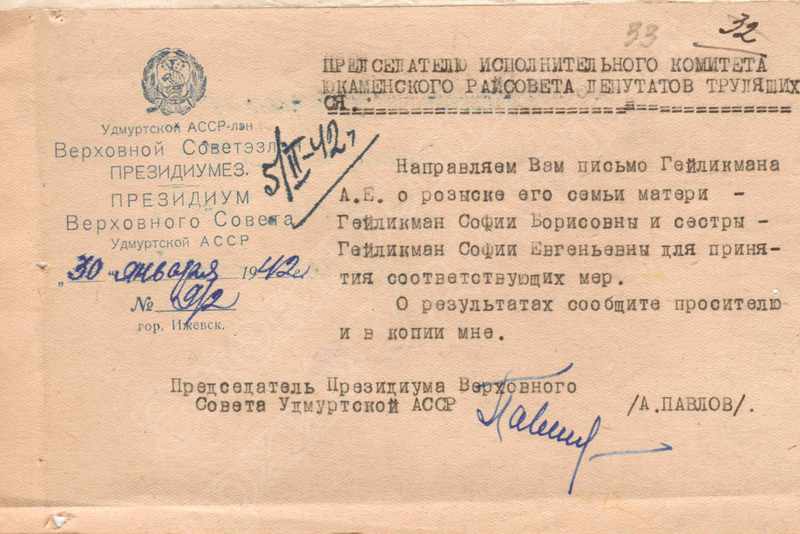 33 32
ПРЕДСЕДАТЕЛЮ ИСПОЛНИТЕЛЬНОГО КОМИТЕТА
ЮКАМЕНСКОГО РАЙСОВЕТА ДЕПУТАТОВ ТРУДЯЩИХ
СЯ.
Удмуртской АССР-лэн
Верховной Советэзлэн
ПРЕЗИДИУМЕЗ.
ПРЕЗИДИУМ
Верховного Совета
Удмуртской АССР
5/II-42г
"30 января 1942 г.
№ 9/2
гор. Ижевск.
Направляем Вам письмо Гейликмана
А.Е. о розыске его семьи матери -
Гейликман Софии Борисовны и сестры -
Гейликман Софии Евгеньевны для приня-
тия соответствующих мер.
О результатах сообщите просителю
и в копии мне.
Председатель Президиума Верховного
Совета Удмуртской АССР
/А.ПАВЛОВ/.